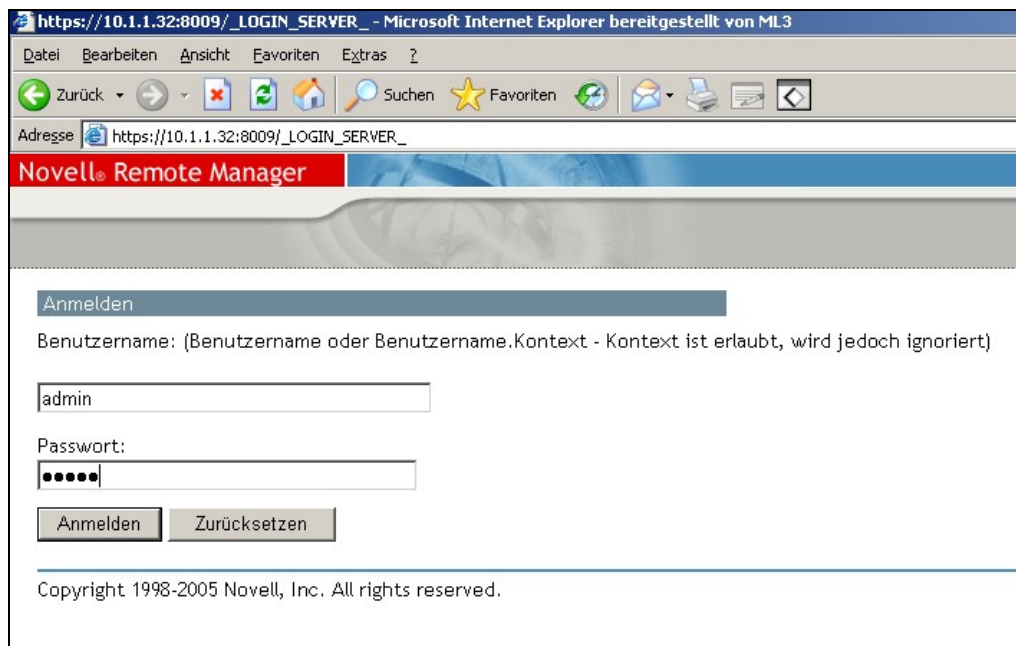 https://10.1.1.32:8009/_LOGIN_SERVER_ - Microsoft Internet Explorer bereitgestellt von ML3
Datei Bearbeiten Ansicht Favoriten Extras ?
Zurück Suchen Favoriten
Adresse https://10.1.1.32:8009/_LOGIN_SERVER_
Novell® Remote Manager
Anmelden
Benutzername: (Benutzername oder Benutzername.Kontext - Kontext ist erlaubt, wird jedoch ignoriert)
admin
Passwort:
●●●●●
Anmelden Zurücksetzen
Copyright 1998-2005 Novell, Inc. All rights reserved.